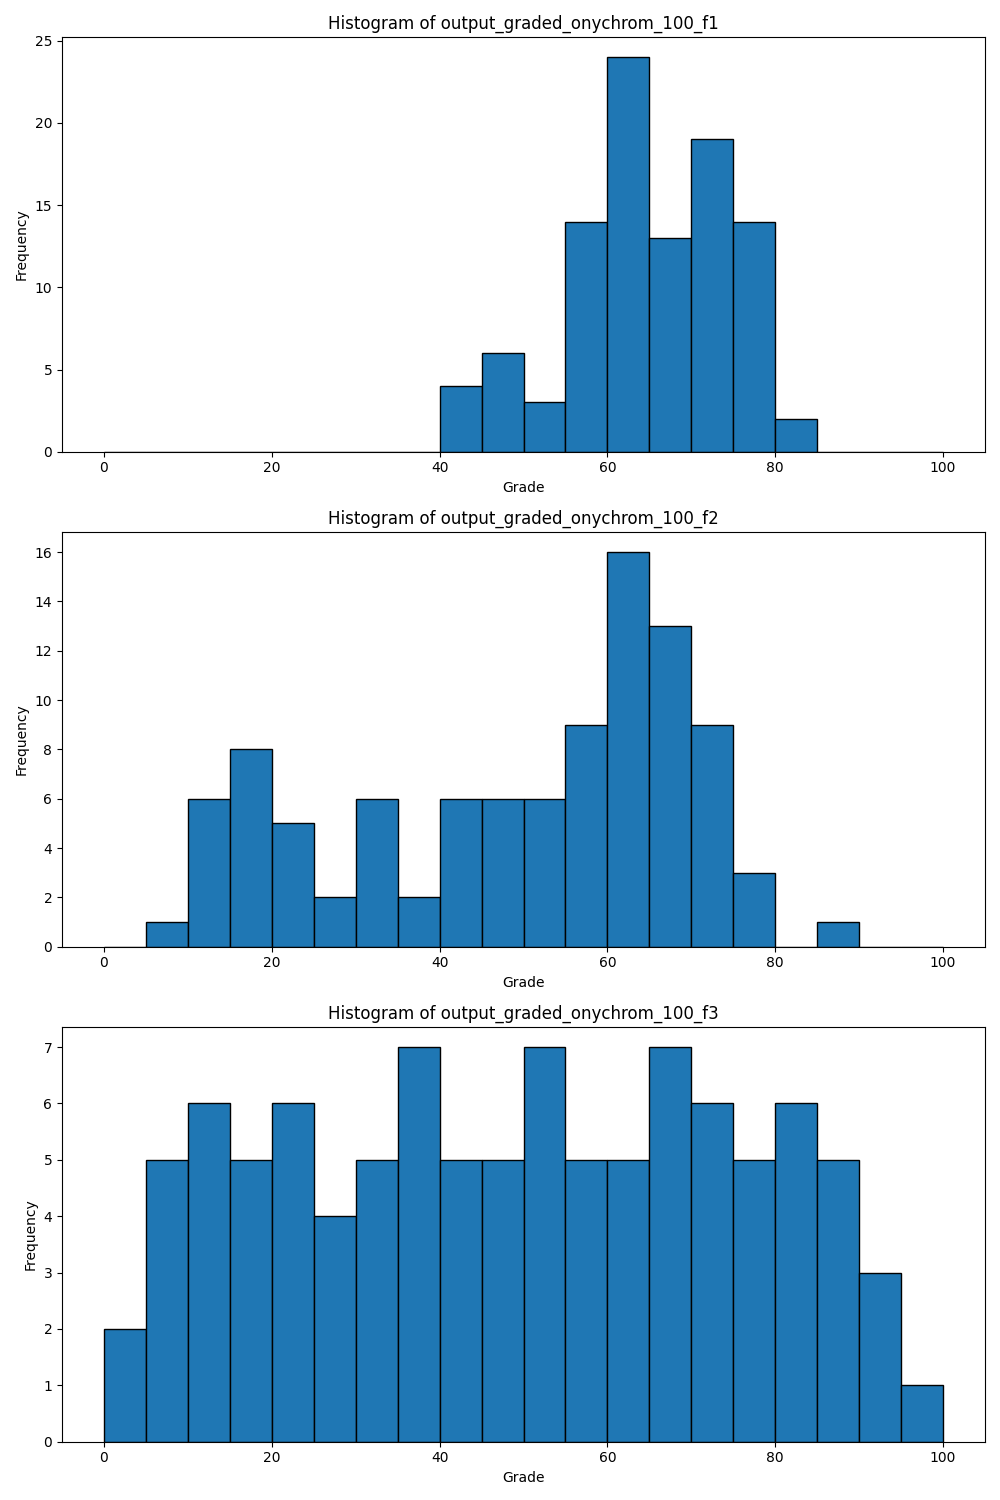 Histogram of output_graded_onychrom_100_f1
25
20
15
10
5
0
Frequency
0 20 40 60 80 100
Grade
Histogram of output_graded_onychrom_100_f2
16
14
12
10
8
6
4
2
0
Frequency
0 20 40 60 80 100
Grade
Histogram of output_graded_onychrom_100_f3
7
6
5
4
3
2
1
0
Frequency
0 20 40 60 80 100
Grade